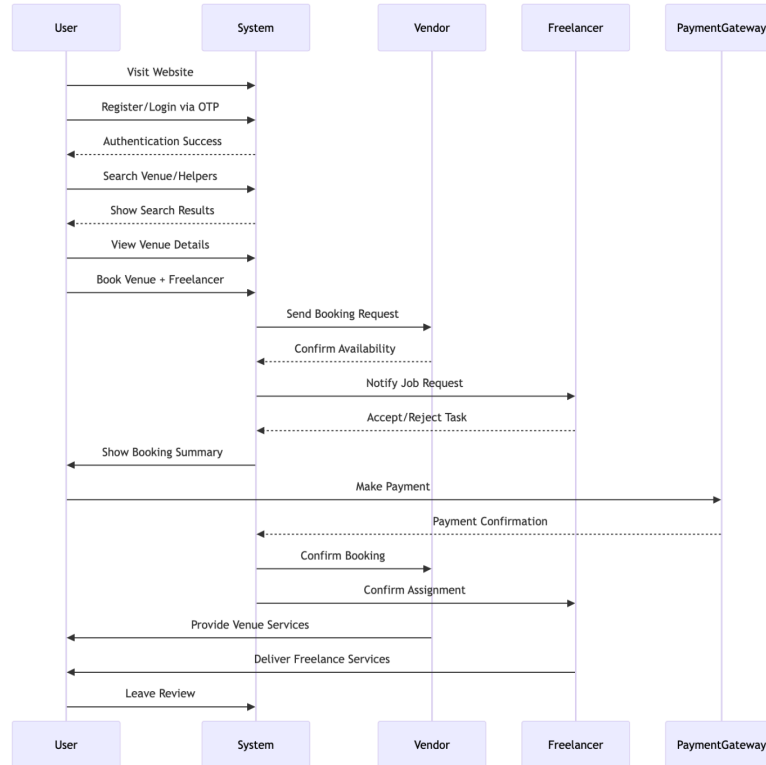 User System Vendor Freelancer PaymentGateway
Visit Website
Register/Login via OTP
Authentication Success
Search Venue/Helpers
Show Search Results
View Venue Details
Book Venue + Freelancer
Send Booking Request
Confirm Availability
Notify Job Request
Accept/Reject Task
Show Booking Summary
Make Payment
Payment Confirmation
Confirm Booking
Confirm Assignment
Provide Venue Services
Deliver Freelance Services
Leave Review
User System Vendor Freelancer PaymentGateway